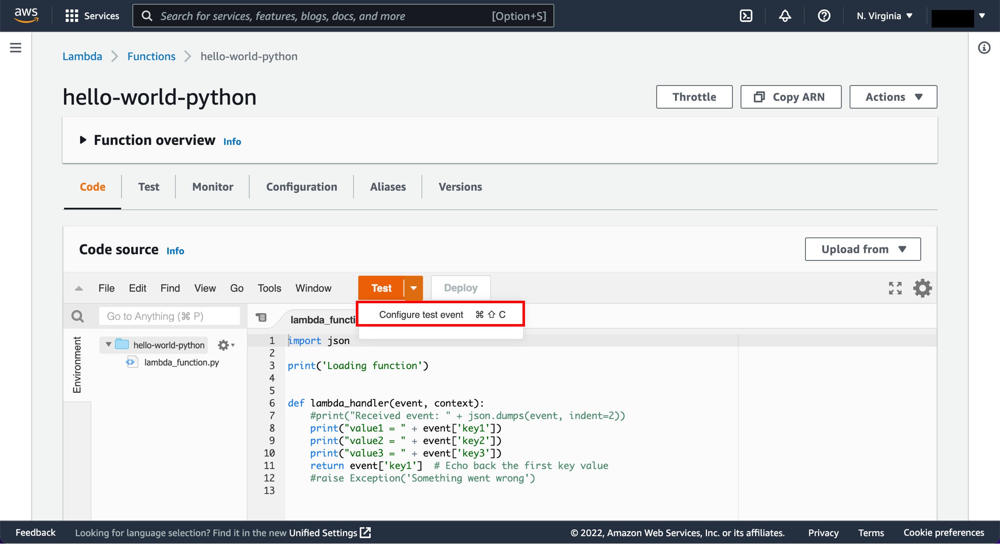 aws Services Search for services, features, blogs, docs, and more [Option+S] N. Virginia
Lambda Functions hello-world-python
hello-world-python Throttle Copy ARN Actions
Function overview Info
Code Test Monitor Configuration Aliases Versions
Code source Info Upload from
File Edit Find View Go Tools Window Test Deploy
Go to Anything (⌘ P) lambda_functi Configure test event ⌘ ⇧ C
Environment
hello-world-python
lambda_function.py
1 import json
2
3 print('Loading function')
4
5
6 def lambda_handler(event, context):
7 #print("Received event: " + json.dumps(event, indent=2))
8 print("value1 = " + event['key1'])
9 print("value2 = " + event['key2'])
10 print("value3 = " + event['key3'])
11 return event['key1'] # Echo back the first key value
12 #raise Exception('Something went wrong')
13
Feedback Looking for language selection? Find it in the new Unified Settings © 2022, Amazon Web Services, Inc. or its affiliates. Privacy Terms Cookie preferences